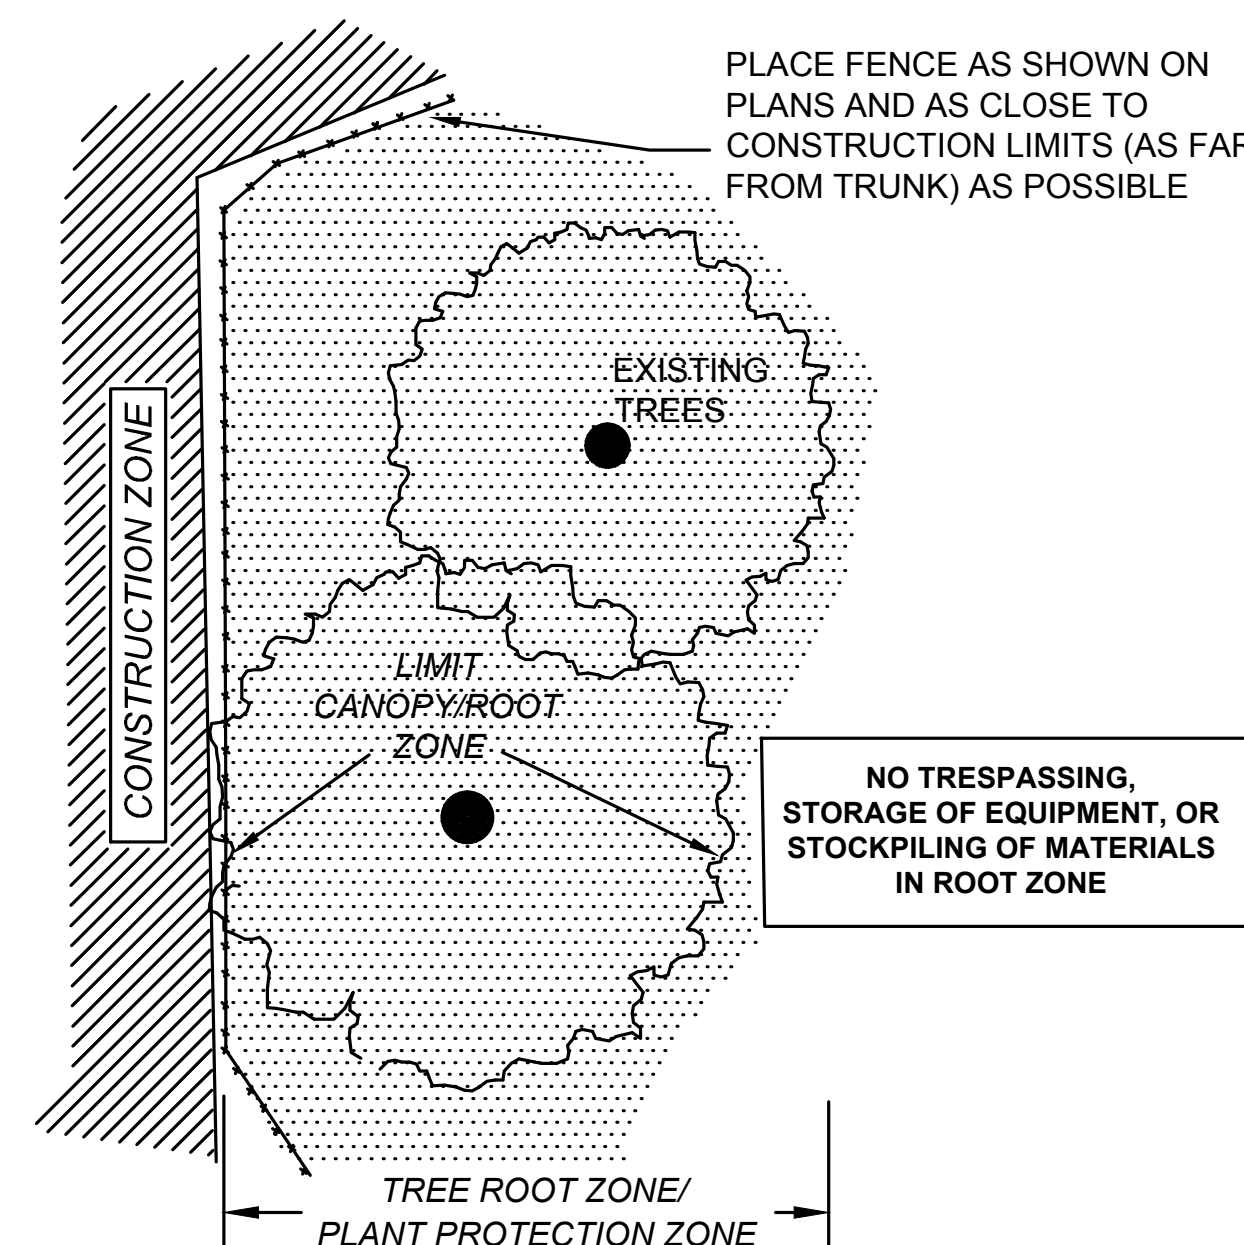 PLACE FENCE AS SHOWN ON
PLANS AND AS CLOSE TO
CONSTRUCTION LIMITS (AS FAR
FROM TRUNK) AS POSSIBLE
EXISTING
TREES
CONSTRUCTION ZONE
LIMIT
CANOPY/ROOT
ZONE
NO TRESPASSING,
STORAGE OF EQUIPMENT, OR
STOCKPILING OF MATERIALS
IN ROOT ZONE
TREE ROOT ZONE/
PLANT PROTECTION ZONE